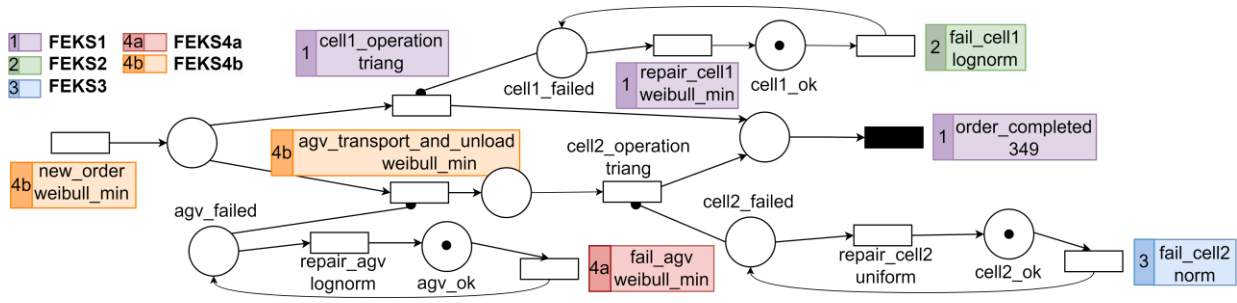 1 FEKS1
4a FEKS4a
2 FEKS2
4b FEKS4b
3 FEKS3
1 cell1_operation
triang
cell1_failed
1 repair_cell1
weibull_min
cell1_ok
2 fail_cell1
lognorm
4b new_order
weibull_min
4b agv_transport_and_unload
weibull_min
cell2_operation
triang
1 order_completed
349
agv_failed
repair_agv
lognorm
agv_ok
4a fail_agv
weibull_min
cell2_failed
repair_cell2
uniform
cell2_ok
3 fail_cell2
norm